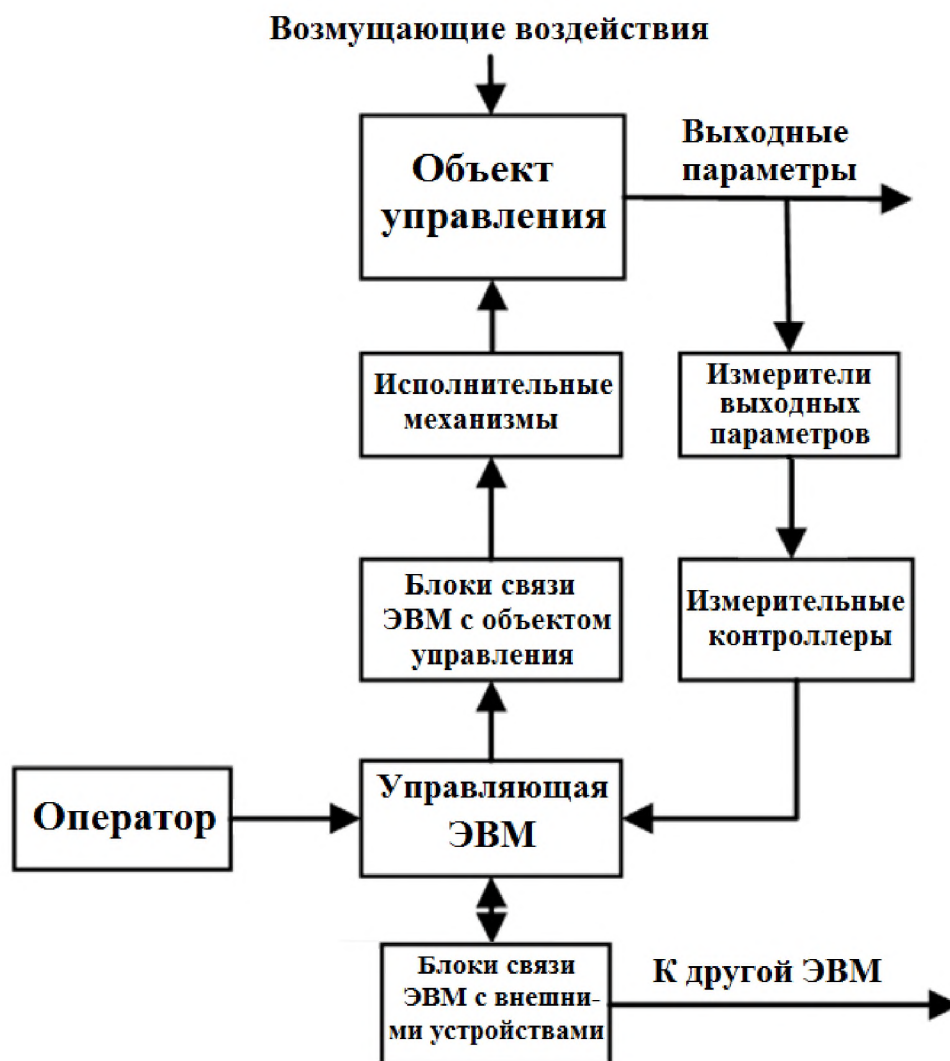 Возмущающие воздействия
Объект
управления
Выходные
параметры
Исполнительные
механизмы
Измерители
выходных
параметров
Блоки связи
ЭВМ с объектом
управления
Измерительные
контроллеры
Оператор
Управляющая
ЭВМ
Блоки связи
ЭВМ с внешни-
ми устройствами
К другой ЭВМ